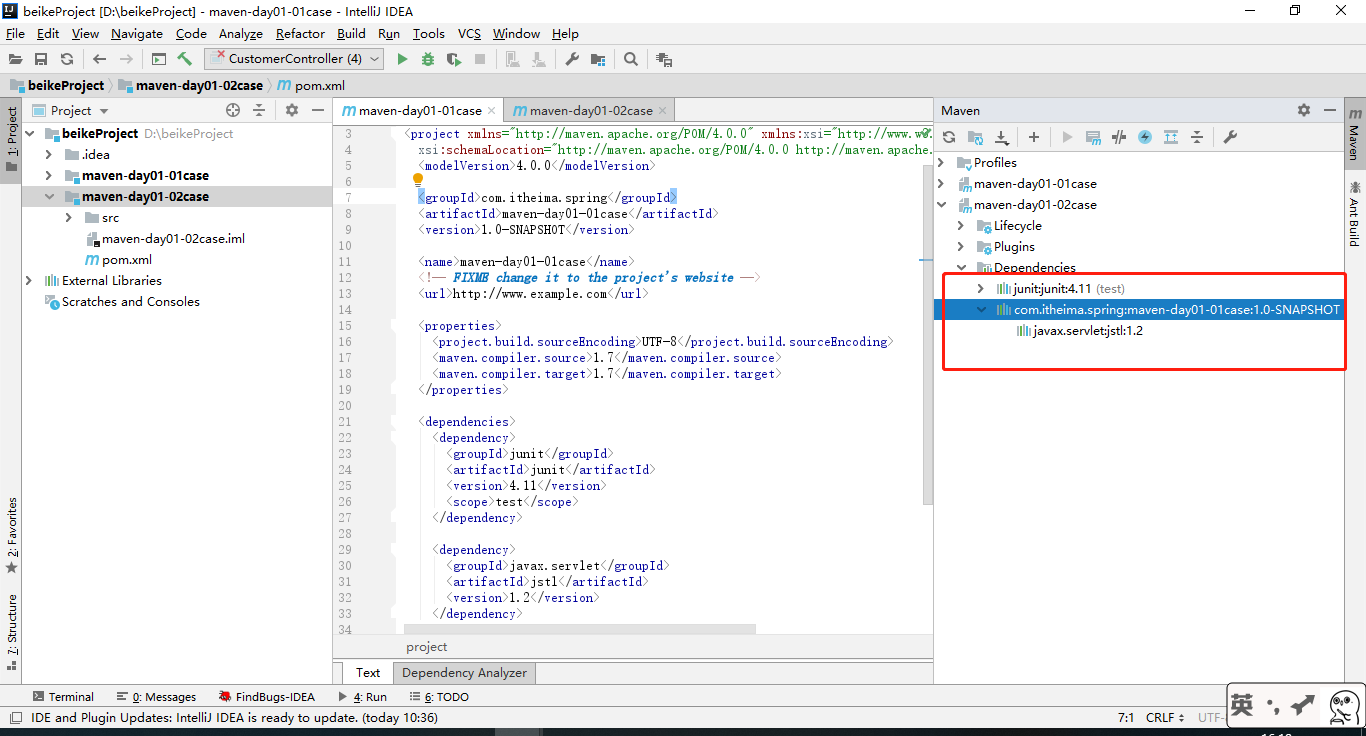 beikeProject [D:\beikeProject] - maven-day01-01case - IntelliJ IDEA
File Edit View Navigate Code Analyze Refactor Build Run Tools VCS Window Help
CustomerController (4)
beikeProject maven-day01-02case pom.xml
1: Project
2: Favorites
7: Structure
Project
beikeProject D:\beikeProject
.idea
maven-day01-01case
maven-day01-02case
src
maven-day01-02case.iml
pom.xml
External Libraries
Scratches and Consoles
maven-day01-01case maven-day01-02case
3 <project xmlns="http://maven.apache.org/POM/4.0.0" xmlns:xsi="http://www.w
4 xsi:schemaLocation="http://maven.apache.org/POM/4.0.0 http://maven.apache.
5 <modelVersion>4.0.0</modelVersion>
6
7 <groupId>com.itheima.spring</groupId>
8 <artifactId>maven-day01-01case</artifactId>
9 <version>1.0-SNAPSHOT</version>
10
11 <name>maven-day01-01case</name>
12 <!-- FIXME change it to the project's website -->
13 <url>http://www.example.com</url>
14
15 <properties>
16 <project.build.sourceEncoding>UTF-8</project.build.sourceEncoding>
17 <maven.compiler.source>1.7</maven.compiler.source>
18 <maven.compiler.target>1.7</maven.compiler.target>
19 </properties>
20
21 <dependencies>
22 <dependency>
23 <groupId>junit</groupId>
24 <artifactId>junit</artifactId>
25 <version>4.11</version>
26 <scope>test</scope>
27 </dependency>
28
29 <dependency>
30 <groupId>javax.servlet</groupId>
31 <artifactId>jstl</artifactId>
32 <version>1.2</version>
33 </dependency>
34
project
Text Dependency Analyzer
Maven
Profiles
maven-day01-01case
maven-day01-02case
Lifecycle
Plugins
Dependencies
junit:junit:4.11 (test)
com.itheima.spring:maven-day01-01case:1.0-SNAPSHOT
javax.servlet:jstl:1.2
Maven
Ant Build
Terminal 0: Messages FindBugs-IDEA 4: Run 6: TODO
IDE and Plugin Updates: IntelliJ IDEA is ready to update. (today 10:36)
7:1 CRLF UTF-
英